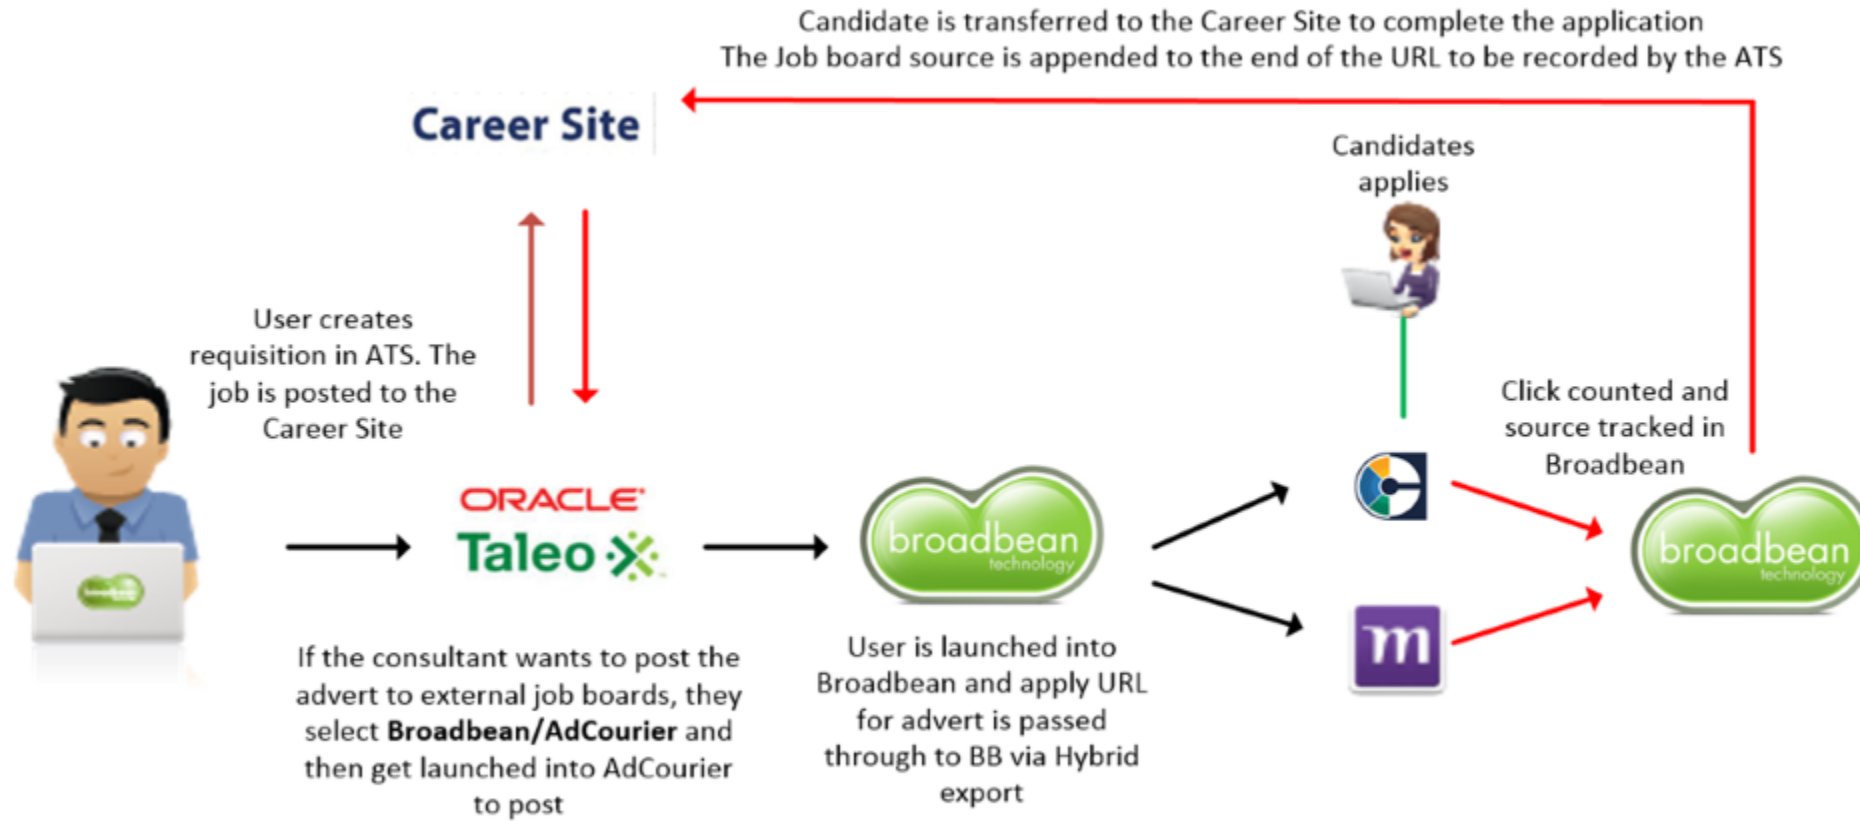 Candidate is transferred to the Career Site to complete the application
The Job board source is appended to the end of the URL to be recorded by the ATS
Career Site
Candidates
applies
User creates
requisition in ATS. The
job is posted to the
Career Site
Click counted and
source tracked in
Broadbean
ORACLE
Taleo
broadbean
technology
m
broadbean
technology
If the consultant wants to post the
advert to external job boards, they
select Broadbean/AdCourier and
then get launched into AdCourier
to post
User is launched into
Broadbean and apply URL
for advert is passed
through to BB via Hybrid
export